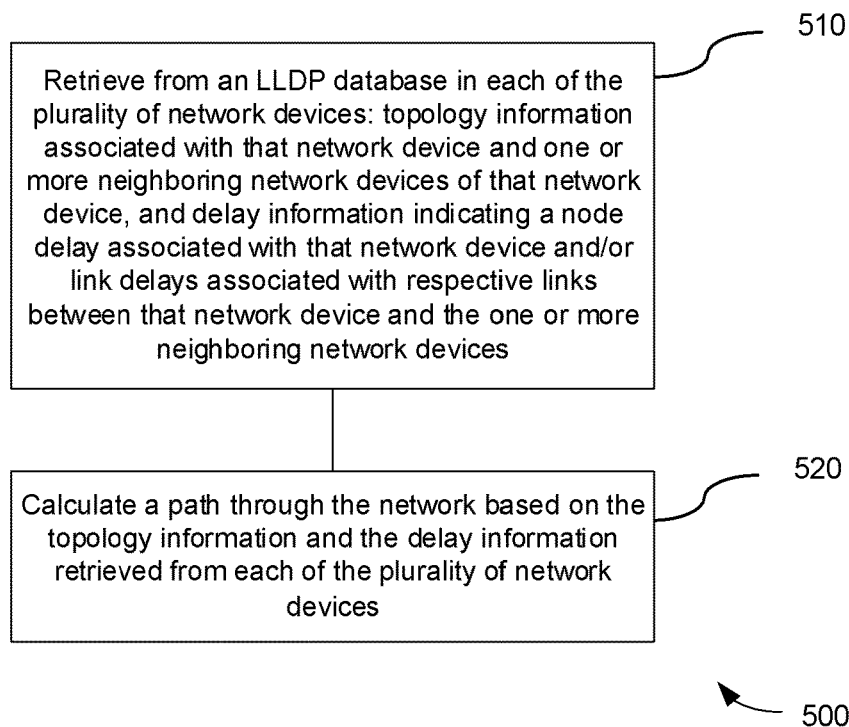 510
Retrieve from an LLDP database in each of the
plurality of network devices: topology information
associated with that network device and one or
more neighboring network devices of that network
device, and delay information indicating a node
delay associated with that network device and/or
link delays associated with respective links
between that network device and the one or more
neighboring network devices
520
Calculate a path through the network based on the
topology information and the delay information
retrieved from each of the plurality of network
devices
500